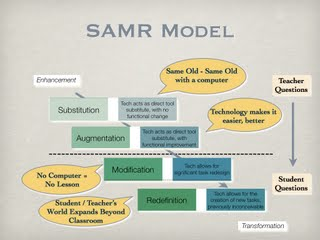 SAMR MODEL
Enhancement
Same Old - Same Old
with a computer
Teacher
Questions
Substitution
Tech acts as direct tool
substitute, with no
functional change
Technology makes it
easier, better
Augmentation
Tech acts as direct tool
substitute, with
functional improvement
No Computer =
No Lesson
Modification
Tech allows for
significant task redesign
Student
Questions
Redefinition
Tech allows for the
creation of new tasks,
previously inconceivable
Student / Teacher's
World Expands Beyond
Classroom
Transformation